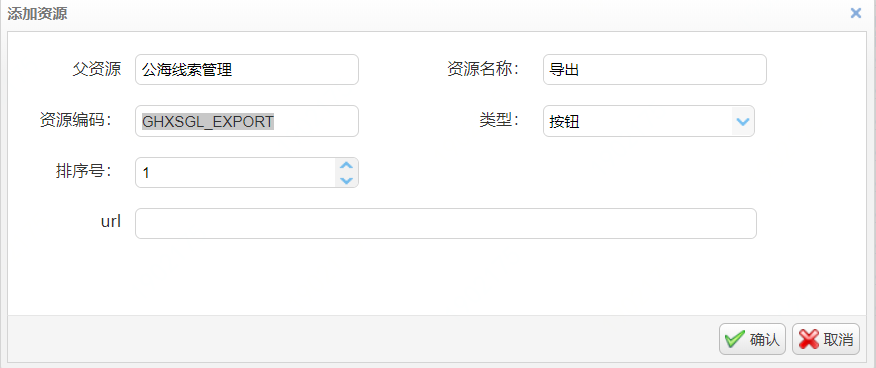 添加资源
父资源 公海线索管理 资源名称： 导出
资源编码： GHXSGL_EXPORT 类型： 按钮
排序号： 1
url
确认 取消